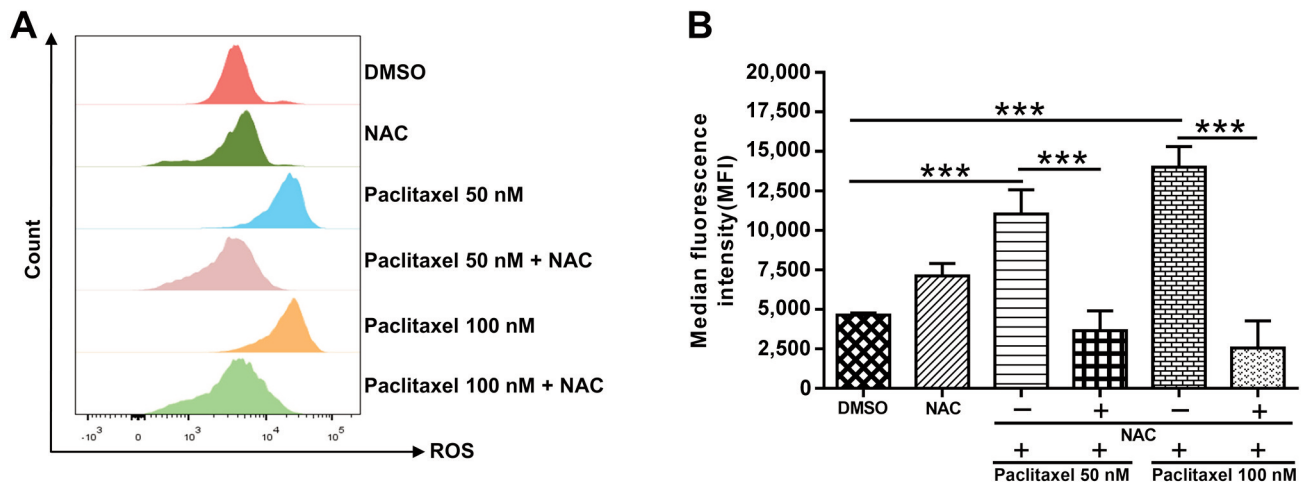 A
Count
DMSO
NAC
Paclitaxel 50 nM
Paclitaxel 50 nM + NAC
Paclitaxel 100 nM
Paclitaxel 100 nM + NAC
-10³ 0 10³ 10⁴ 10⁵
ROS
B
Median fluorescence
intensity(MFI)
20,000
17,500
15,000
12,500
10,000
7,500
5,000
2,500
0
***
***
***
***
DMSO NAC − + − +
NAC
+ + + +
Paclitaxel 50 nM Paclitaxel 100 nM